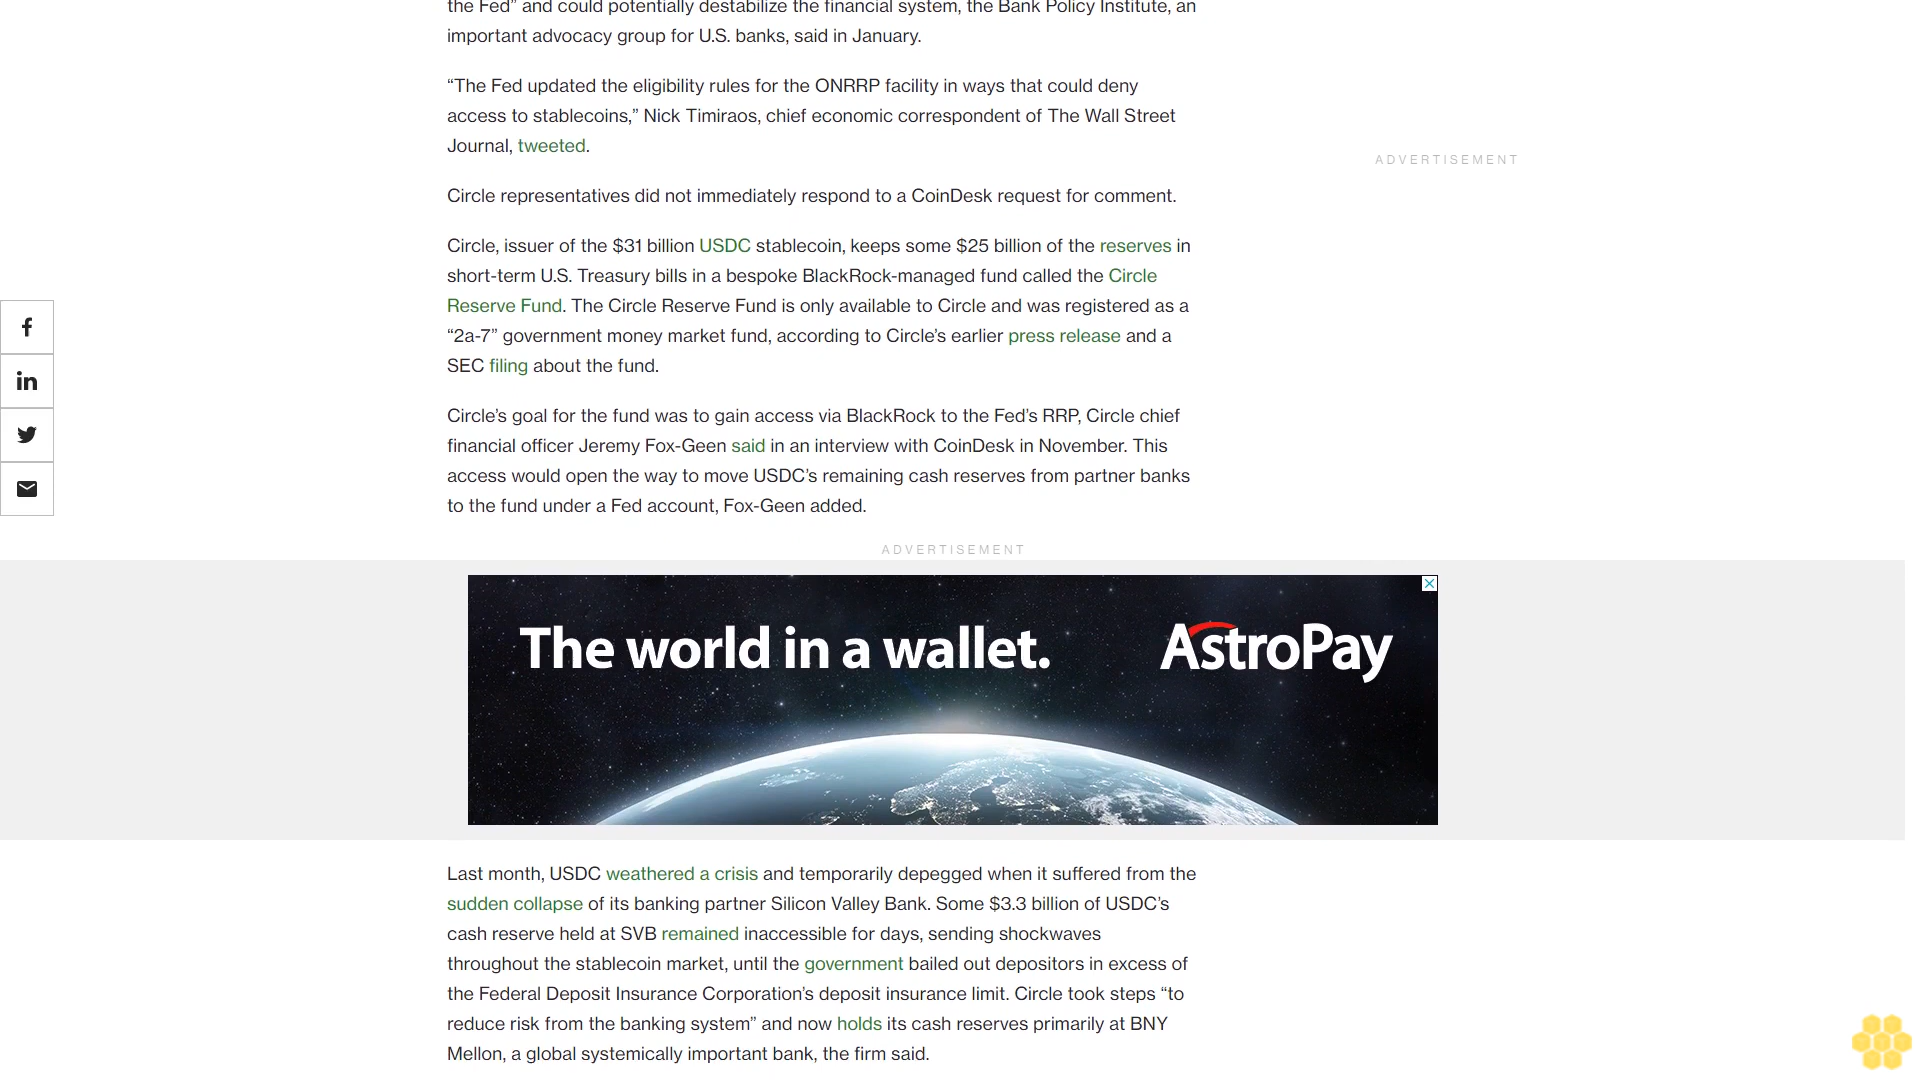 the Fed” and could potentially destabilize the financial system, the Bank Policy Institute, an
important advocacy group for U.S. banks, said in January.
“The Fed updated the eligibility rules for the ONRRP facility in ways that could deny
access to stablecoins,” Nick Timiraos, chief economic correspondent of The Wall Street
Journal, tweeted.
ADVERTISEMENT
Circle representatives did not immediately respond to a CoinDesk request for comment.
Circle, issuer of the $31 billion USDC stablecoin, keeps some $25 billion of the reserves in
short-term U.S. Treasury bills in a bespoke BlackRock-managed fund called the Circle
Reserve Fund. The Circle Reserve Fund is only available to Circle and was registered as a
“2a-7” government money market fund, according to Circle’s earlier press release and a
SEC filing about the fund.
Circle’s goal for the fund was to gain access via BlackRock to the Fed’s RRP, Circle chief
financial officer Jeremy Fox-Geen said in an interview with CoinDesk in November. This
access would open the way to move USDC’s remaining cash reserves from partner banks
to the fund under a Fed account, Fox-Geen added.
ADVERTISEMENT
The world in a wallet.
AstroPay
Last month, USDC weathered a crisis and temporarily depegged when it suffered from the
sudden collapse of its banking partner Silicon Valley Bank. Some $3.3 billion of USDC’s
cash reserve held at SVB remained inaccessible for days, sending shockwaves
throughout the stablecoin market, until the government bailed out depositors in excess of
the Federal Deposit Insurance Corporation’s deposit insurance limit. Circle took steps “to
reduce risk from the banking system” and now holds its cash reserves primarily at BNY
Mellon, a global systemically important bank, the firm said.